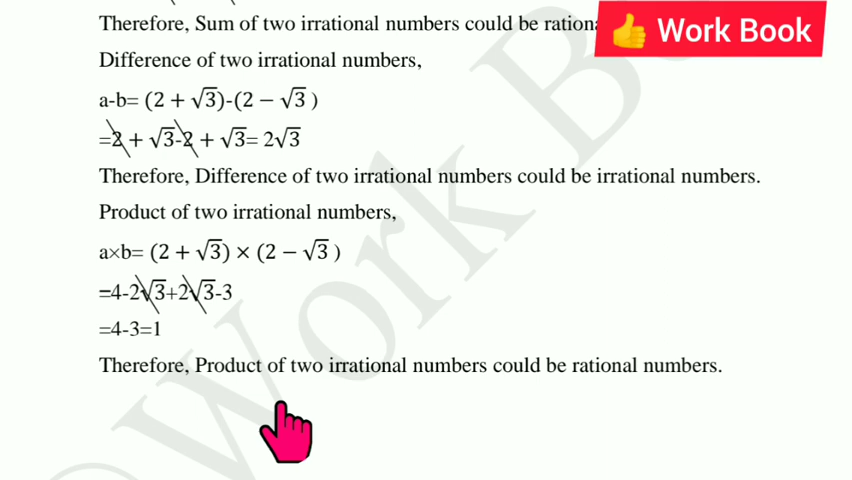 Therefore, Sum of two irrational numbers could be rationa
👍 Work Book
Difference of two irrational numbers,
a-b= (2 + √3)-(2 − √3 )
=2 + √3-2 + √3= 2√3
Therefore, Difference of two irrational numbers could be irrational numbers.
Product of two irrational numbers,
a×b= (2 + √3) × (2 − √3 )
=4-2√3+2√3-3
=4-3=1
Therefore, Product of two irrational numbers could be rational numbers.
Work Bo